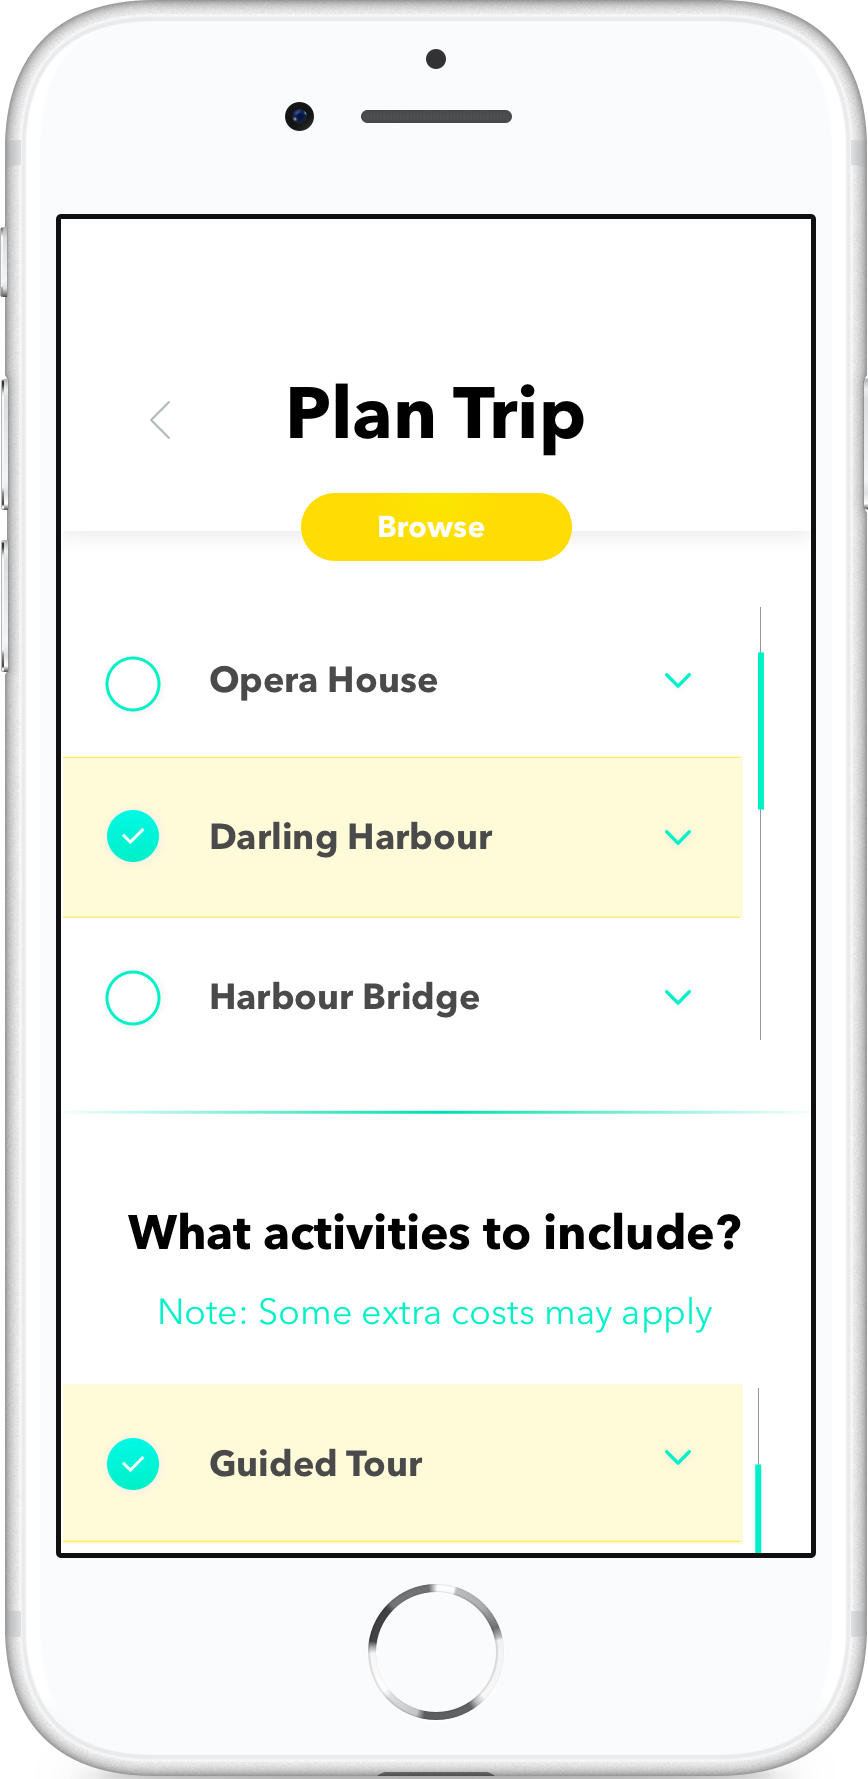 Plan Trip
Browse
Opera House
Darling Harbour
Harbour Bridge
What activities to include?
Note: Some extra costs may apply
Guided Tour